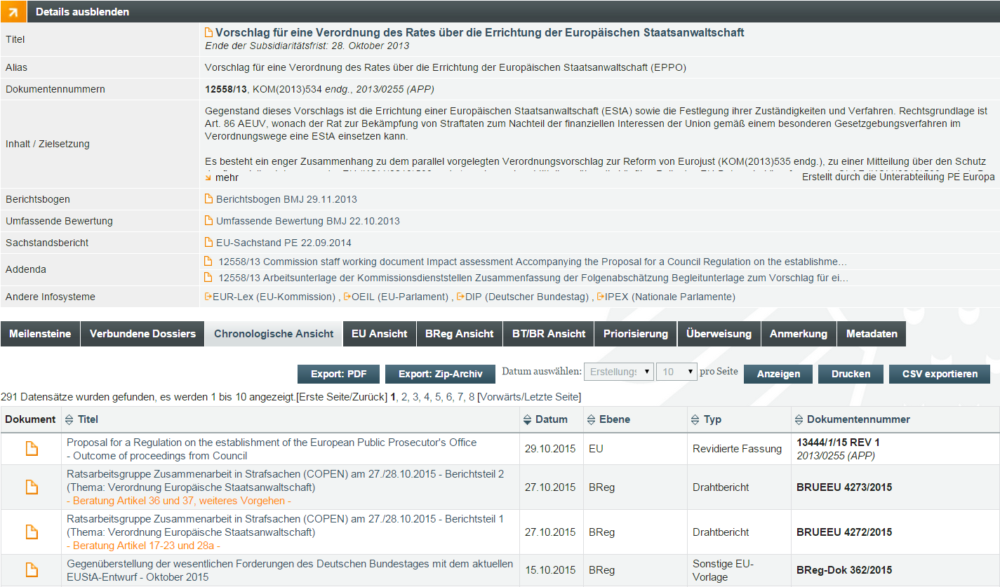 Details ausblenden
Titel
Vorschlag für eine Verordnung des Rates über die Errichtung der Europäischen Staatsanwaltschaft
Ende der Subsidiaritätsfrist: 28. Oktober 2013
Alias
Vorschlag für eine Verordnung des Rates über die Errichtung der Europäischen Staatsanwaltschaft (EPPO)
Dokumentennummern
12558/13, KOM(2013)534 endg., 2013/0255 (APP)
Inhalt / Zielsetzung
Gegenstand dieses Vorschlags ist die Errichtung einer Europäischen Staatsanwaltschaft (EStA) sowie die Festlegung ihrer Zuständigkeiten und Verfahren. Rechtsgrundlage ist
Art. 86 AEUV, wonach der Rat zur Bekämpfung von Straftaten zum Nachteil der finanziellen Interessen der Union gemäß einem besonderen Gesetzgebungsverfahren im
Verordnungswege eine EStA einsetzen kann.
Es besteht ein enger Zusammenhang zu dem parallel vorgelegten Verordnungsvorschlag zur Reform von Eurojust (KOM(2013)535 endg.), zu einer Mitteilung über den Schutz
mehr
Erstellt durch die Unterabteilung PE Europa
Berichtsbogen
Berichtsbogen BMJ 29.11.2013
Umfassende Bewertung
Umfassende Bewertung BMJ 22.10.2013
Sachstandsbericht
EU-Sachstand PE 22.09.2014
Addenda
12558/13 Commission staff working document Impact assessment Accompanying the Proposal for a Council Regulation on the establishme…
12558/13 Arbeitsunterlage der Kommissionsdienststellen Zusammenfassung der Folgenabschätzung Begleitunterlage zum Vorschlag für ei…
Andere Infosysteme
EUR-Lex (EU-Kommission) , OEIL (EU-Parlament) , DIP (Deutscher Bundestag) , IPEX (Nationale Parlamente)
Meilensteine Verbundene Dossiers Chronologische Ansicht EU Ansicht BReg Ansicht BT/BR Ansicht Priorisierung Überweisung Anmerkung Metadaten
Export: PDF Export: Zip-Archiv Datum auswählen: Erstellungs 10 pro Seite Anzeigen Drucken CSV exportieren
291 Datensätze wurden gefunden, es werden 1 bis 10 angezeigt.[Erste Seite/Zurück] 1, 2, 3, 4, 5, 6, 7, 8 [Vorwärts/Letzte Seite]
Dokument Titel Datum Ebene Typ Dokumentennummer
Proposal for a Regulation on the establishment of the European Public Prosecutor's Office
- Outcome of proceedings from Council
29.10.2015
EU
Revidierte Fassung
13444/1/15 REV 1
2013/0255 (APP)
Ratsarbeitsgruppe Zusammenarbeit in Strafsachen (COPEN) am 27./28.10.2015 - Berichtsteil 2
(Thema: Verordnung Europäische Staatsanwaltschaft)
- Beratung Artikel 36 und 37, weiteres Vorgehen -
27.10.2015
BReg
Drahtbericht
BRUEEU 4273/2015
Ratsarbeitsgruppe Zusammenarbeit in Strafsachen (COPEN) am 27./28.10.2015 - Berichtsteil 1
(Thema: Verordnung Europäische Staatsanwaltschaft)
- Beratung Artikel 17-23 und 28a -
27.10.2015
BReg
Drahtbericht
BRUEEU 4272/2015
Gegenüberstellung der wesentlichen Forderungen des Deutschen Bundestages mit dem aktuellen
EUStA-Entwurf - Oktober 2015
15.10.2015
BReg
Sonstige EU-
Vorlage
BReg-Dok 362/2015